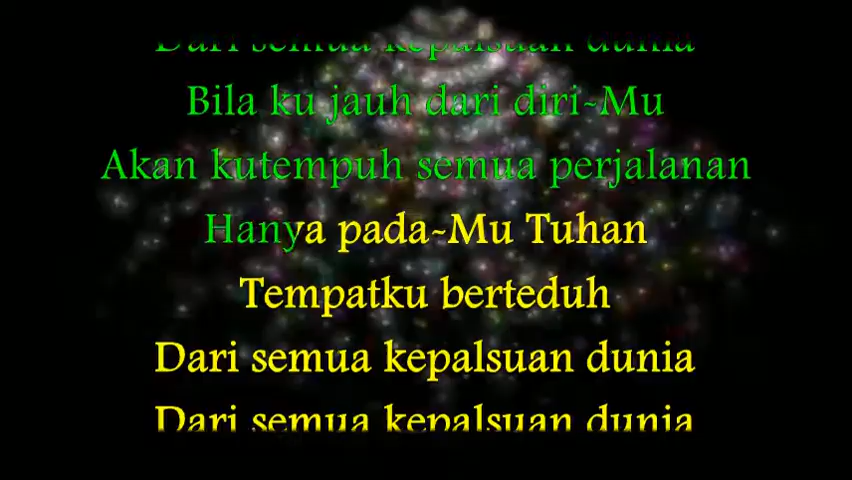 Dari semua kepalsuan dunia
Bila ku jauh dari diri-Mu
Akan kutempuh semua perjalanan
Hanya pada-Mu Tuhan
Tempatku berteduh
Dari semua kepalsuan dunia
Dari semua kepalsuan dunia